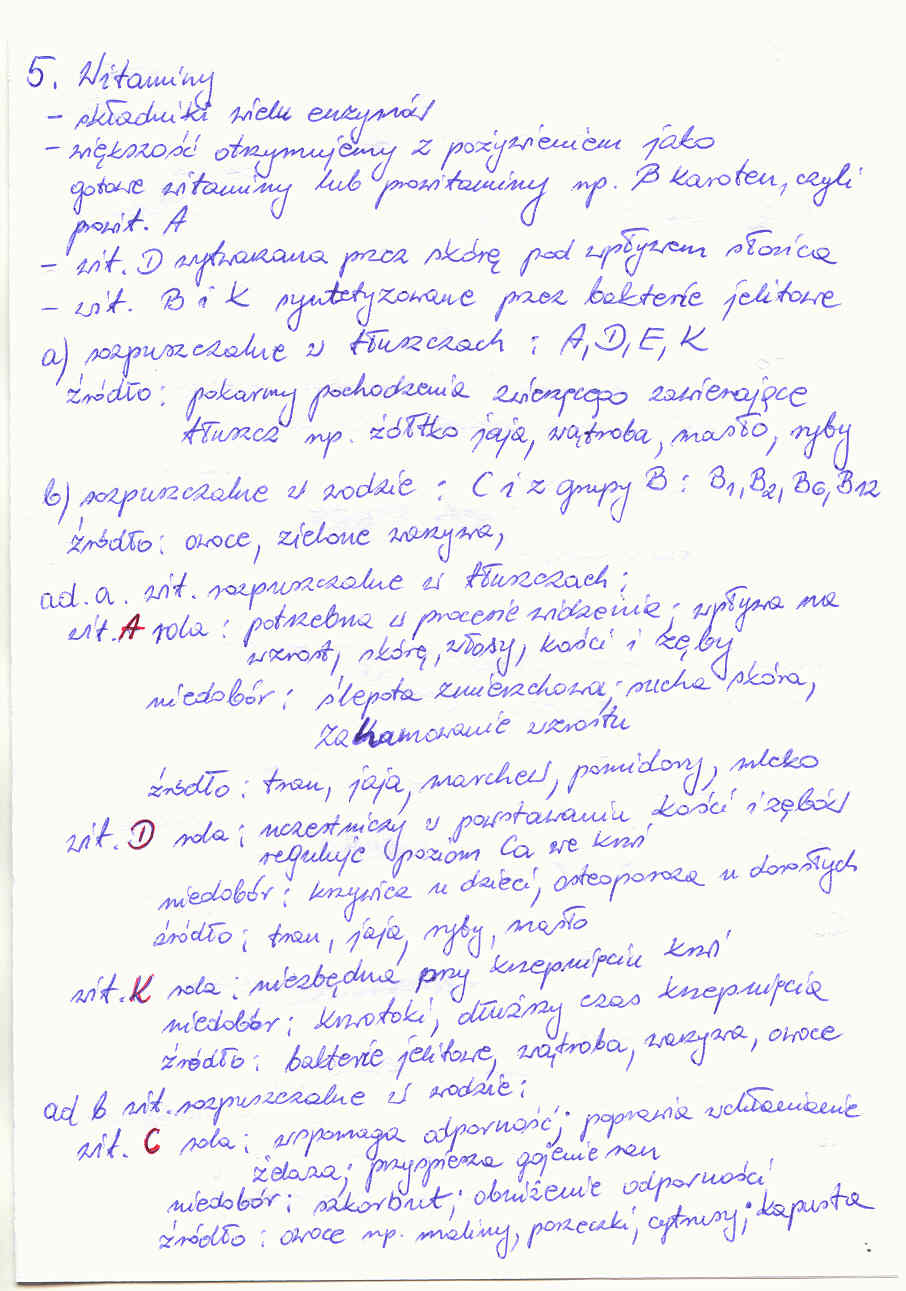 5. Witaminy
- składniki wielu enzymów
- większość otrzymujemy z pożywieniem jako
gotowe witaminy lub prowitaminy np. B karoten, czyli
prowit. A
- wit. D wytwarzana przez skórę pod wpływem słońca
- wit. B i K syntetyzowane przez bakterie jelitowe
a) rozpuszczalne w tłuszczach : A, D, E, K
źródło : pokarmy pochodzenia zwierzęcego zawierające
tłuszcz np. żółtko jaja, wątroba, masło, ryby
b) rozpuszczalne w wodzie : C i z grupy B : B1, B2, B6, B12
źródło : owoce, zielone warzywa,
ad. a. wit. rozpuszczalne w tłuszczach :
wit. A rola : potrzebna w procesie widzenia ; wpływa na
wzrost, skórę, włosy, kości i zęby
niedobór : ślepota zmierzchowa ; sucha skóra,
zahamowanie wzrostu
źródło : tran, jaja, marchew, pomidory, mleko
wit. D rola : uczestniczy w powstawaniu kości i zębów
reguluje poziom Ca we krwi
niedobór : krzywica u dzieci, osteoporoza u dorosłych
źródło : tran, jaja, ryby, masło
wit. K rola : niezbędna przy krzepnięciu krwi
niedobór : krwotoki, dłuższy czas krzepnięcia
źródło : bakterie jelitowe, wątroba, warzywa, owoce
ad b wit. rozpuszczalne w wodzie :
wit. C rola : wspomaga odporność ; poprawia wchłanianie
żelaza ; przyspiesza gojenie ran
niedobór : szkorbut ; obniżenie odporności
źródło : owoce np. maliny, porzeczki, cytrusy ; kapusta